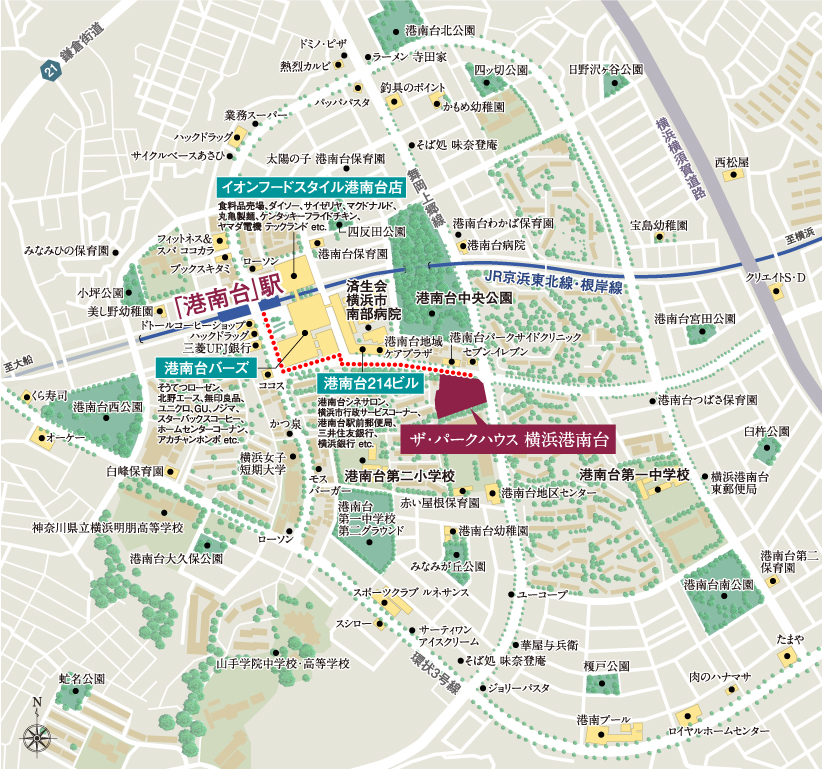 港南台北公園
ドミノ・ピザ
ラーメン 寺田家
熱烈カルビ
鎌倉街道
21
四ッ切公園
日野沢ヶ谷公園
釣具のポイント
パッパパスタ
かもめ幼稚園
業務スーパー
ハックドラッグ
サイクルベースあさひ
そば処 味奈登庵
横浜横須賀道路
太陽の子 港南台保育園
西松屋
舞岡上郷線
イオンフードスタイル港南台店
食料品売場、ダイソー、サイゼリヤ、マクドナルド、
丸亀製麺、ケンタッキーフライドチキン、
ヤマダ電機 テックランド etc.
四反田公園
港南台わかば保育園
宝島幼稚園
フィットネス&
スパ ココカラ
港南台保育園
港南台病院
至横浜
みなみひの保育園
ブックスキタミ
ローソン
JR京浜東北線・根岸線
クリエイトS・D
小坪公園
「港南台」駅
済生会
横浜市
南部病院
港南台中央公園
美し野幼稚園
ドトールコーヒーショップ
ハックドラッグ
三菱UFJ銀行
港南台宮田公園
港南台地域
ケアプラザ
港南台パークサイドクリニック
セブン-イレブン
至大船
港南台バーズ
そうてつローゼン、
北野エース、無印良品、
ユニクロ、GU、ノジマ、
スターバックスコーヒー、
ホームセンターコーナン、
アカチャンホンポ etc.
ココス
港南台214ビル
港南台シネサロン、
横浜市行政サービスコーナー、
港南台駅前郵便局、
三井住友銀行、
横浜銀行 etc.
くら寿司
港南台西公園
オーケー
港南台つばさ保育園
かつ泉
ザ・パークハウス 横浜港南台
臼杵公園
横浜女子
短期大学
白峰保育園
モス
バーガー
港南台第二小学校
港南台第一中学校
横浜港南台
東郵便局
赤い屋根保育園
港南台地区センター
神奈川県立横浜明朋高等学校
港南台
第一中学校
第二グラウンド
ローソン
港南台幼稚園
港南台大久保公園
みなみが丘公園
港南台第二
保育園
港南台南公園
スポーツクラブ ルネサンス
ユーコープ
スシロー
サーティワン
アイスクリーム
華屋与兵衛
たまや
山手学院中学校・高等学校
環状3号線
そば処 味奈登庵
榎戸公園
虹名公園
ジョリーパスタ
肉のハナマサ
N
港南プール
ロイヤルホームセンター